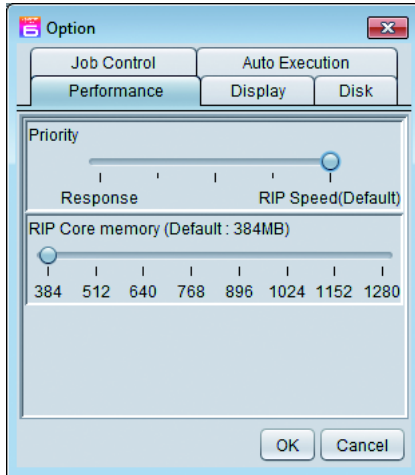 Option
Job Control Auto Execution
Performance Display Disk
Priority
Response RIP Speed(Default)
RIP Core memory (Default : 384MB)
384 512 640 768 896 1024 1152 1280
OK Cancel